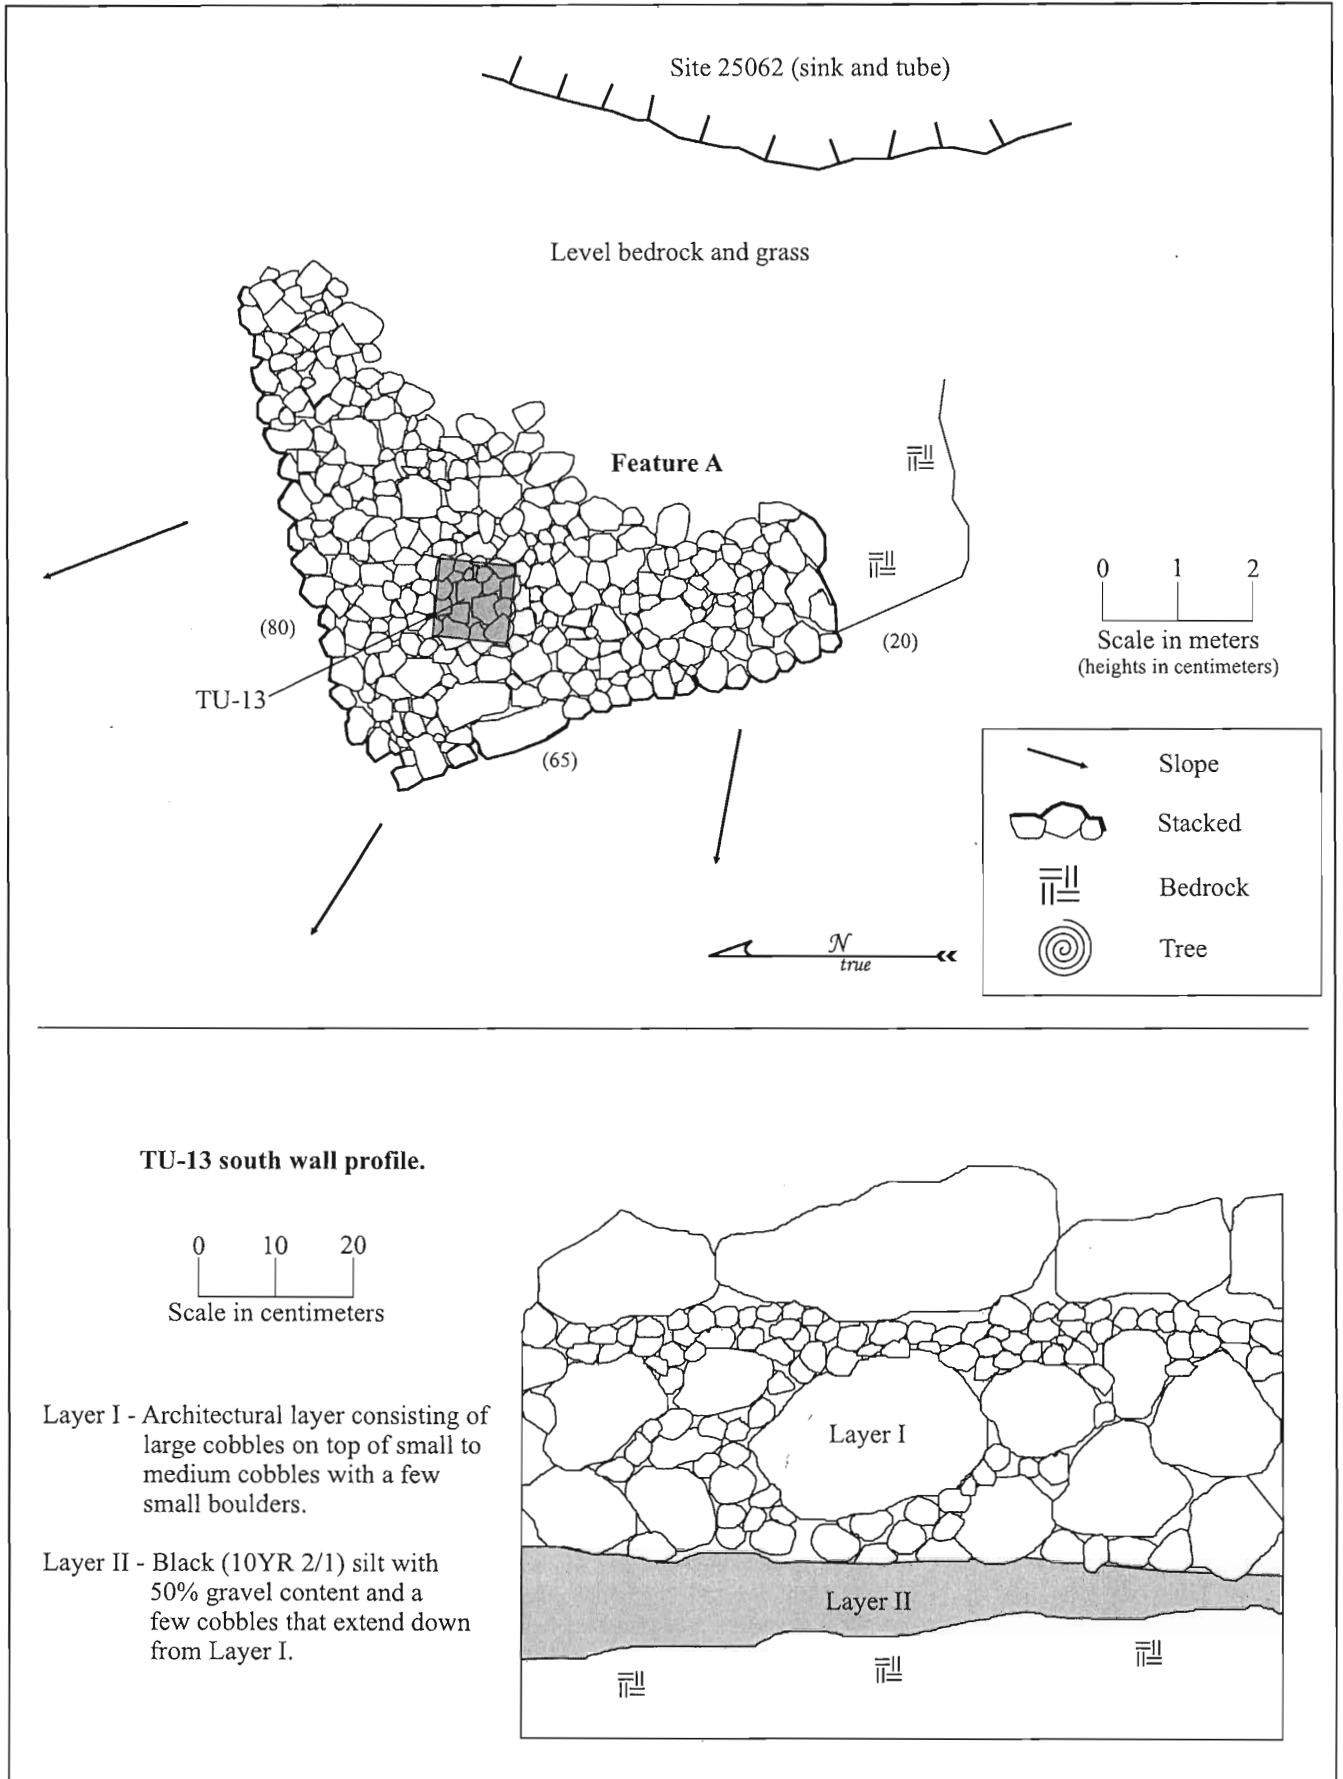 Site 25062 (sink and tube)
Level bedrock and grass
Feature A
0 1 2
Scale in meters
(heights in centimeters)
(80)
(20)
TU-13
(65)
Slope
Stacked
Bedrock
Tree
N
true
TU-13 south wall profile.
0 10 20
Scale in centimeters
Layer I - Architectural layer consisting of
large cobbles on top of small to
medium cobbles with a few
small boulders.
Layer II - Black (10YR 2/1) silt with
50% gravel content and a
few cobbles that extend down
from Layer I.
Layer I
Layer II